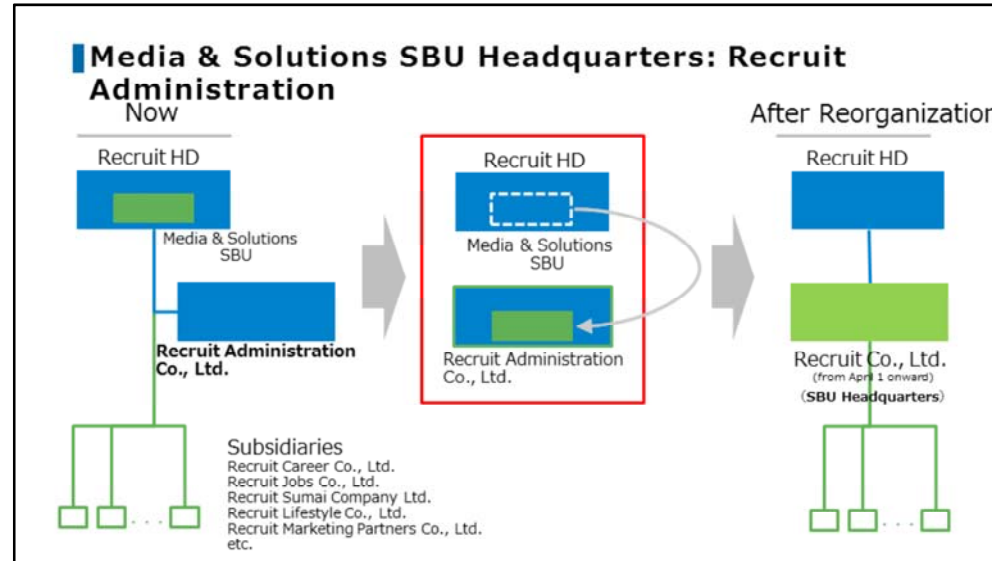 Media & Solutions SBU Headquarters: Recruit
Administration
Now
Recruit HD
Media & Solutions
SBU
Recruit Administration
Co., Ltd.
Subsidiaries
Recruit Career Co., Ltd.
Recruit Jobs Co., Ltd.
Recruit Sumai Company Ltd.
Recruit Lifestyle Co., Ltd.
Recruit Marketing Partners Co., Ltd.
etc.
...
Recruit HD
Media & Solutions
SBU
Recruit Administration
Co., Ltd.
After Reorganization
Recruit HD
Recruit Co., Ltd.
(from April 1 onward)
(SBU Headquarters)
...